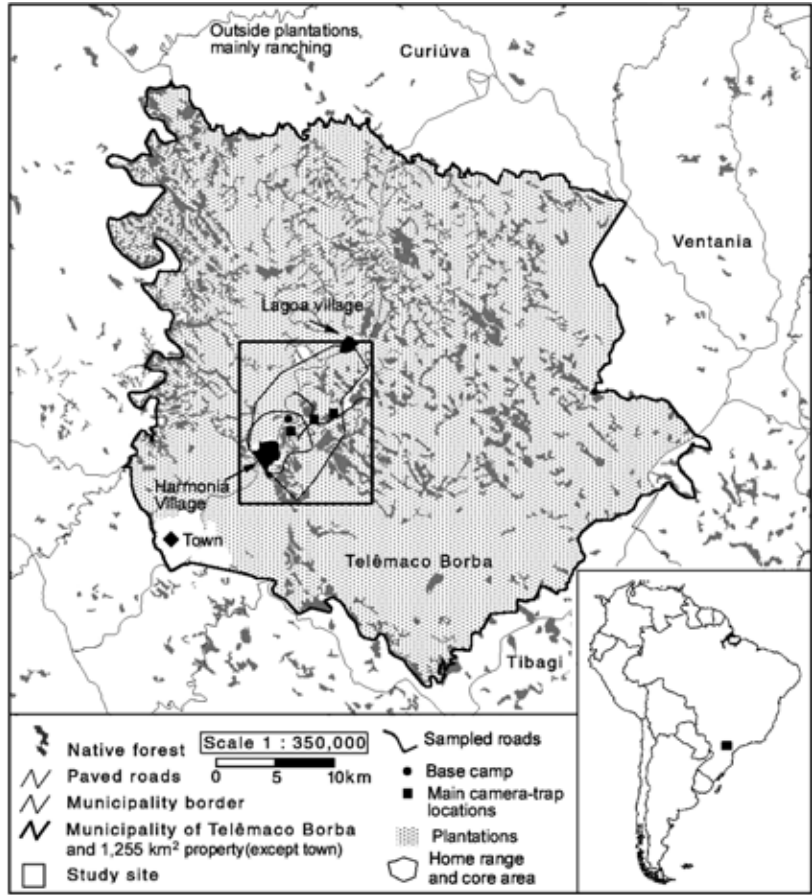 Outside plantations,
mainly ranching
Curiúva
Ventania
Lagoa village
Harmonia
Village
Town
Telêmaco Borba
Tibagi
Native forest
Paved roads
Municipality border
Municipality of Telêmaco Borba
and 1,255 km² property(except town)
Study site
Scale 1 : 350,000
0 5 10km
Sampled roads
Base camp
Main camera-trap
locations
Plantations
Home range
and core area